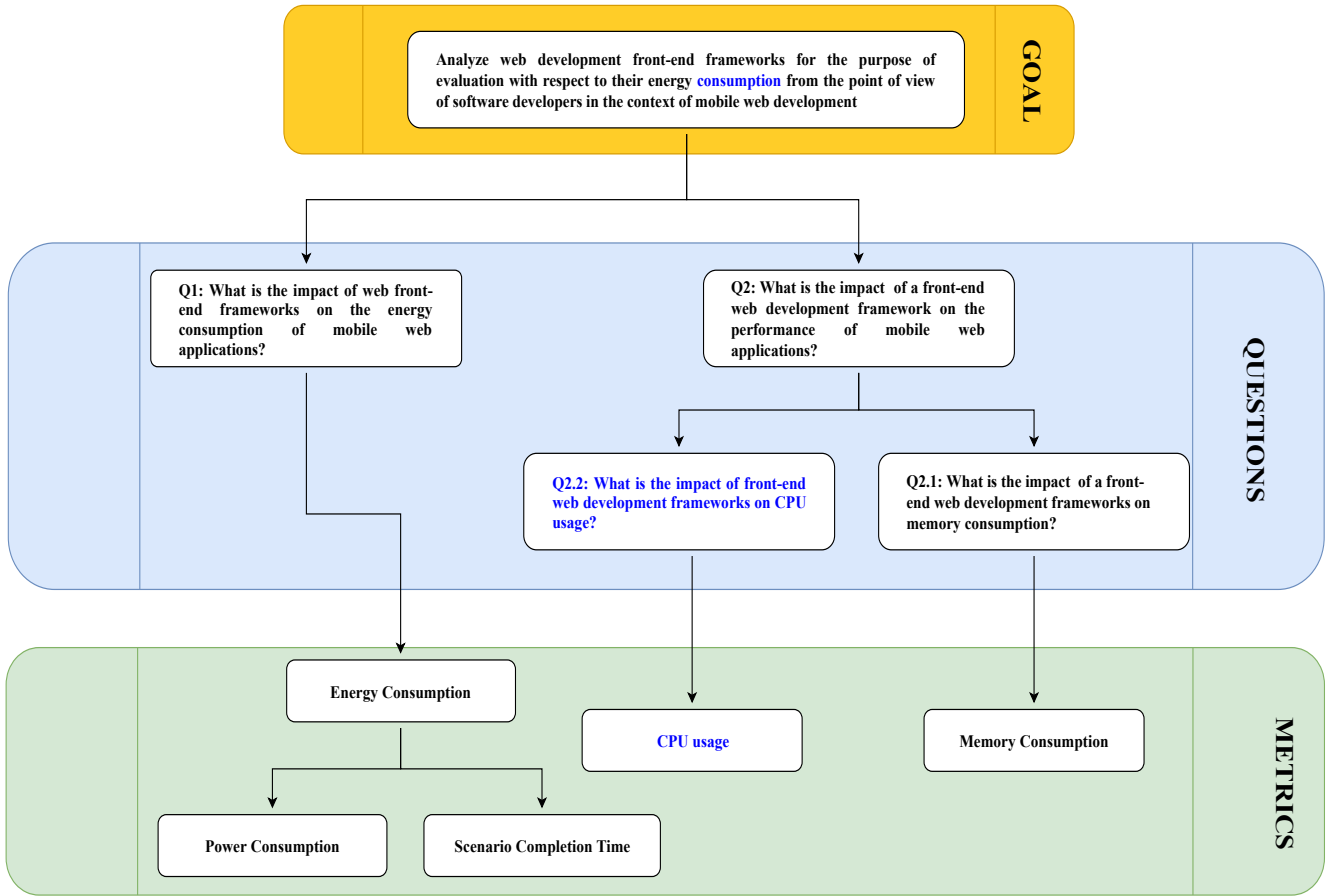 Analyze web development front-end frameworks for the purpose of
evaluation with respect to their energy consumption from the point of view
of software developers in the context of mobile web development
GOAL
Q1: What is the impact of web front-
end frameworks on the energy
consumption of mobile web
applications?
Q2: What is the impact of a front-end
web development framework on the
performance of mobile web
applications?
QUESTIONS
Q2.2: What is the impact of front-end
web development frameworks on CPU
usage?
Q2.1: What is the impact of a front-
end web development frameworks on
memory consumption?
Energy Consumption
CPU usage
Memory Consumption
METRICS
Power Consumption
Scenario Completion Time